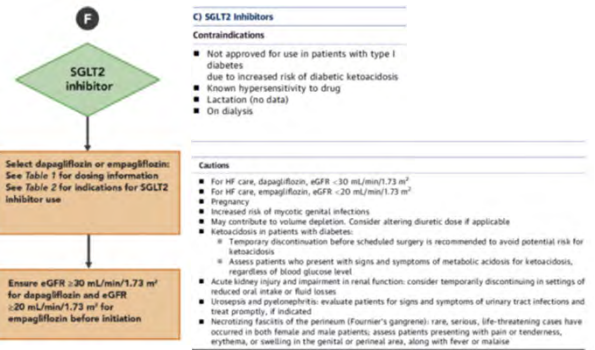 F
SGLT2
inhibitor
Select dapagliflozin or empagliflozin:
See Table 1 for dosing information
See Table 2 for indications for SGLT2
inhibitor use
Ensure eGFR ≥30 mL/min/1.73 m²
for dapagliflozin and eGFR
≥20 mL/min/1.73 m² for
empagliflozin before initiation
C) SGLT2 Inhibitors
Contraindications
■ Not approved for use in patients with type I
diabetes
due to increased risk of diabetic ketoacidosis
■ Known hypersensitivity to drug
■ Lactation (no data)
■ On dialysis
Cautions
■ For HF care, dapagliflozin, eGFR <30 mL/min/1.73 m²
■ For HF care, empagliflozin, eGFR <20 mL/min/1.73 m²
■ Pregnancy
■ Increased risk of mycotic genital infections
■ May contribute to volume depletion. Consider altering diuretic dose if applicable
■ Ketoacidosis in patients with diabetes:
■ Temporary discontinuation before scheduled surgery is recommended to avoid potential risk for
ketoacidosis
■ Assess patients who present with signs and symptoms of metabolic acidosis for ketoacidosis,
regardless of blood glucose level
■ Acute kidney injury and impairment in renal function: consider temporarily discontinuing in settings of
reduced oral intake or fluid losses
■ Urosepsis and pyelonephritis: evaluate patients for signs and symptoms of urinary tract infections and
treat promptly, if indicated
■ Necrotizing fasciitis of the perineum (Fournier's gangrene): rare, serious, life-threatening cases have
occurred in both female and male patients; assess patients presenting with pain or tenderness,
erythema, or swelling in the genital or perineal area, along with fever or malaise